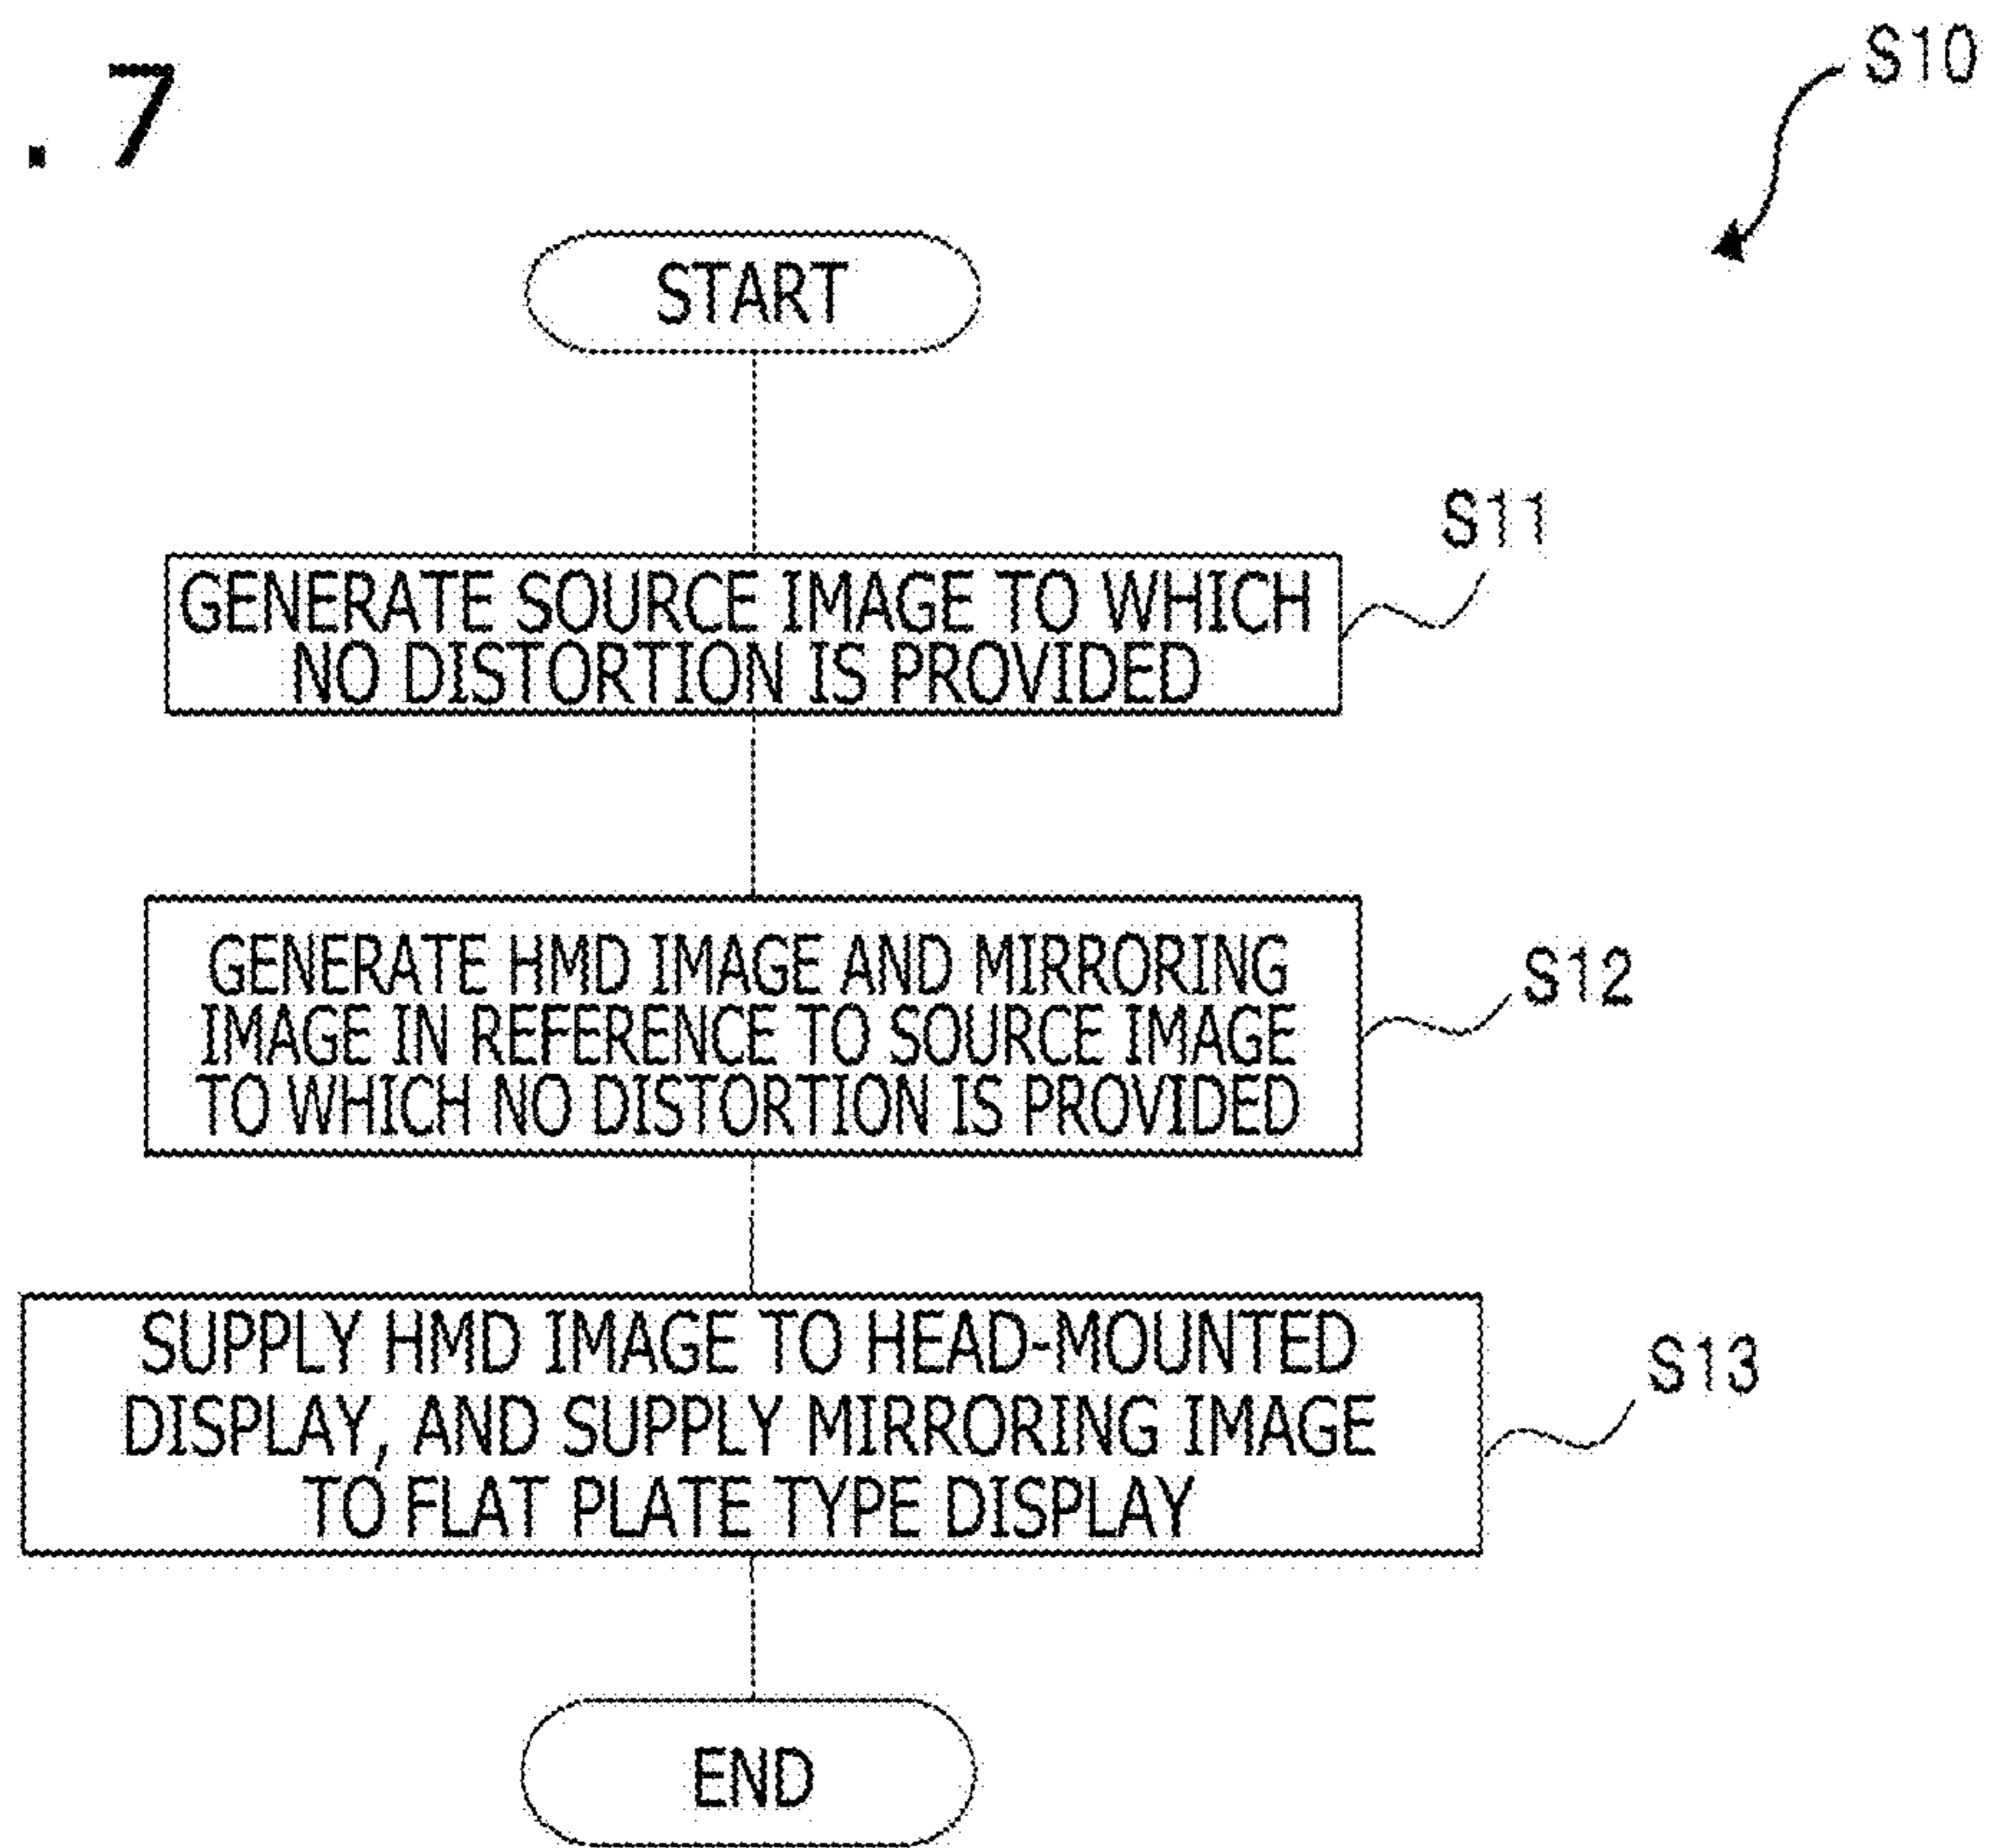 . 7
S10
START
S11
GENERATE SOURCE IMAGE TO WHICH
NO DISTORTION IS PROVIDED
GENERATE HMD IMAGE AND MIRRORING
IMAGE IN REFERENCE TO SOURCE IMAGE
TO WHICH NO DISTORTION IS PROVIDED
S12
SUPPLY HMD IMAGE TO HEAD-MOUNTED
DISPLAY, AND SUPPLY MIRRORING IMAGE
TO FLAT PLATE TYPE DISPLAY
S13
END